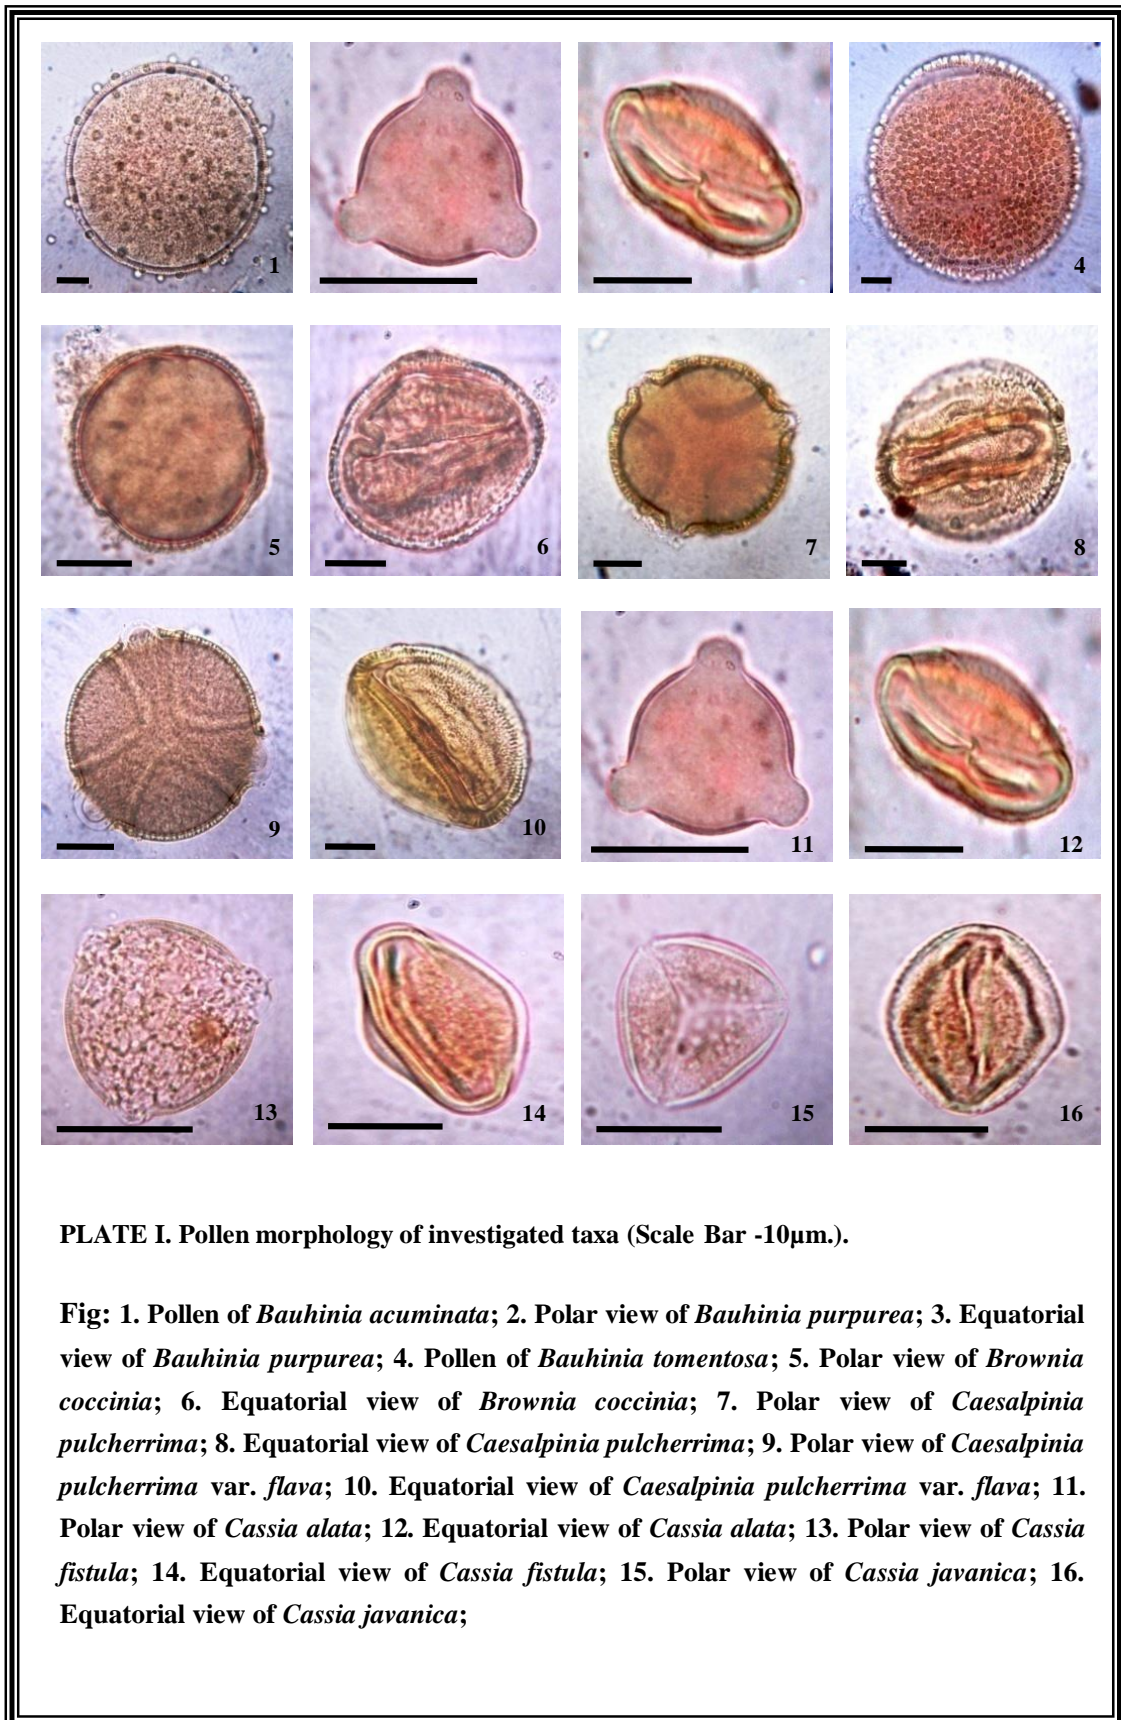 1
4
5
6
7
8
9
10
11
12
13
14
15
16
PLATE I. Pollen morphology of investigated taxa (Scale Bar -10µm.).
Fig: 1. Pollen of Bauhinia acuminata; 2. Polar view of Bauhinia purpurea; 3. Equatorial
view of Bauhinia purpurea; 4. Pollen of Bauhinia tomentosa; 5. Polar view of Brownia
coccinia; 6. Equatorial view of Brownia coccinia; 7. Polar view of Caesalpinia
pulcherrima; 8. Equatorial view of Caesalpinia pulcherrima; 9. Polar view of Caesalpinia
pulcherrima var. flava; 10. Equatorial view of Caesalpinia pulcherrima var. flava; 11.
Polar view of Cassia alata; 12. Equatorial view of Cassia alata; 13. Polar view of Cassia
fistula; 14. Equatorial view of Cassia fistula; 15. Polar view of Cassia javanica; 16.
Equatorial view of Cassia javanica;